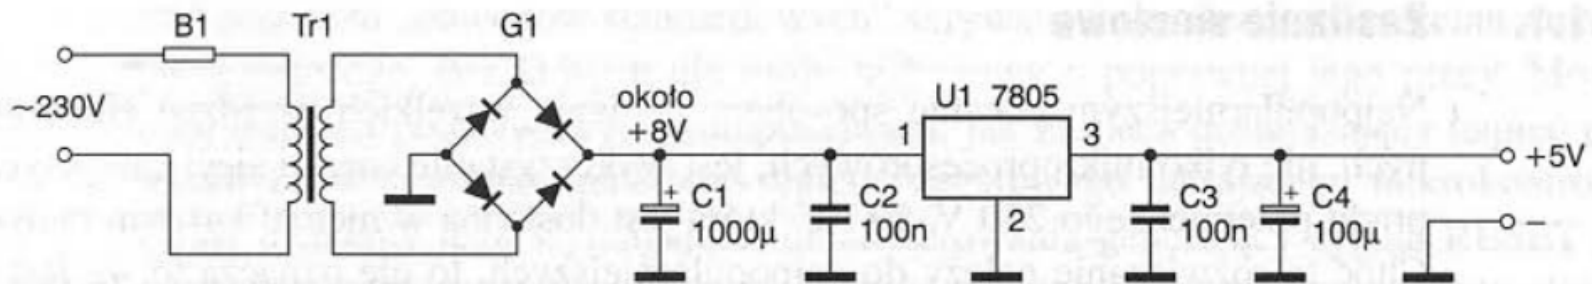 B1
Tr1
G1
~230V
około
+8V
U1 7805
1
3
2
+
C1
1000µ
C2
100n
C3
100n
+
C4
100µ
+5V
−